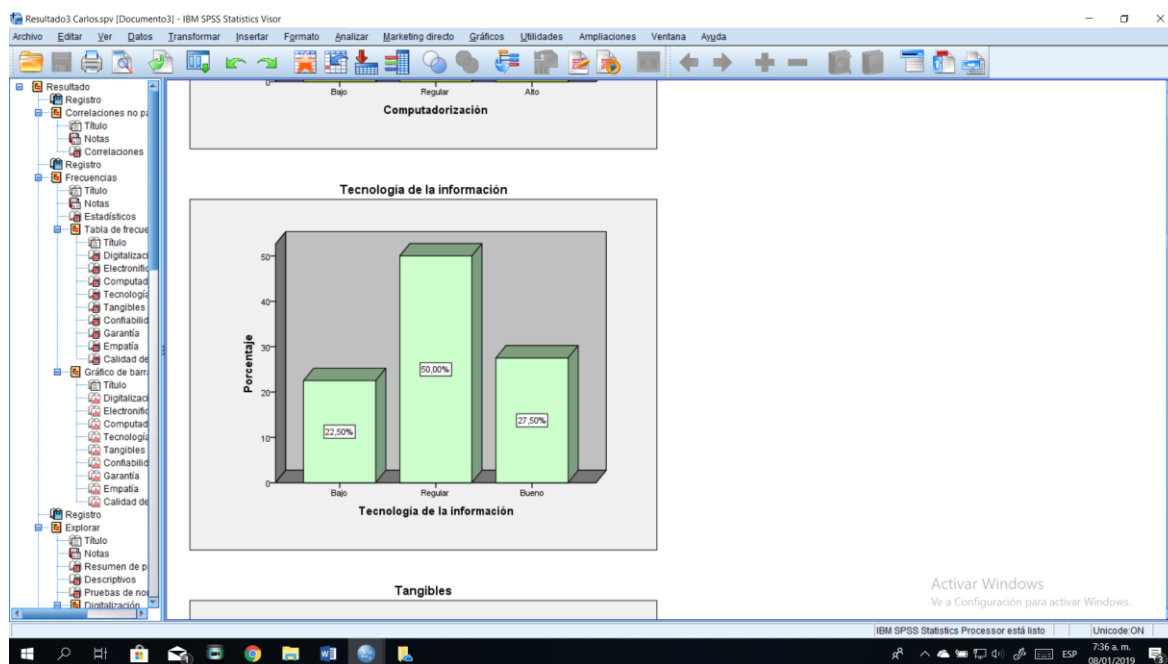 Resultado3 Carlos.spv [Documento3] - IBM SPSS Statistics Visor
Archivo Editar Ver Datos Transformar Insertar Formato Analizar Marketing directo Gráficos Utilidades Ampliaciones Ventana Ayuda
Resultado
Registro
Correlaciones no pa
Título
Notas
Correlaciones
Registro
Frecuencias
Título
Notas
Estadísticos
Tabla de frecue
Título
Digitalizaci
Electronific
Computad
Tecnología
Tangibles
Confiabilid
Garantía
Empatía
Calidad de
Gráfico de barra
Título
Digitalizaci
Electronific
Computad
Tecnología
Tangibles
Confiabilid
Garantía
Empatía
Calidad de
Registro
Explorar
Título
Notas
Resumen de p
Descriptivos
Pruebas de nor
Digitalización
0
Bajo Regular Alto
Computadorización
Tecnología de la información
Porcentaje
50
40
30
20
10
0
22,50%
50,00%
27,50%
Bajo Regular Bueno
Tecnología de la información
Tangibles
Activar Windows
Ve a Configuración para activar Windows.
IBM SPSS Statistics Processor está listo Unicode:ON
ESP
7:36 a. m.
08/01/2019